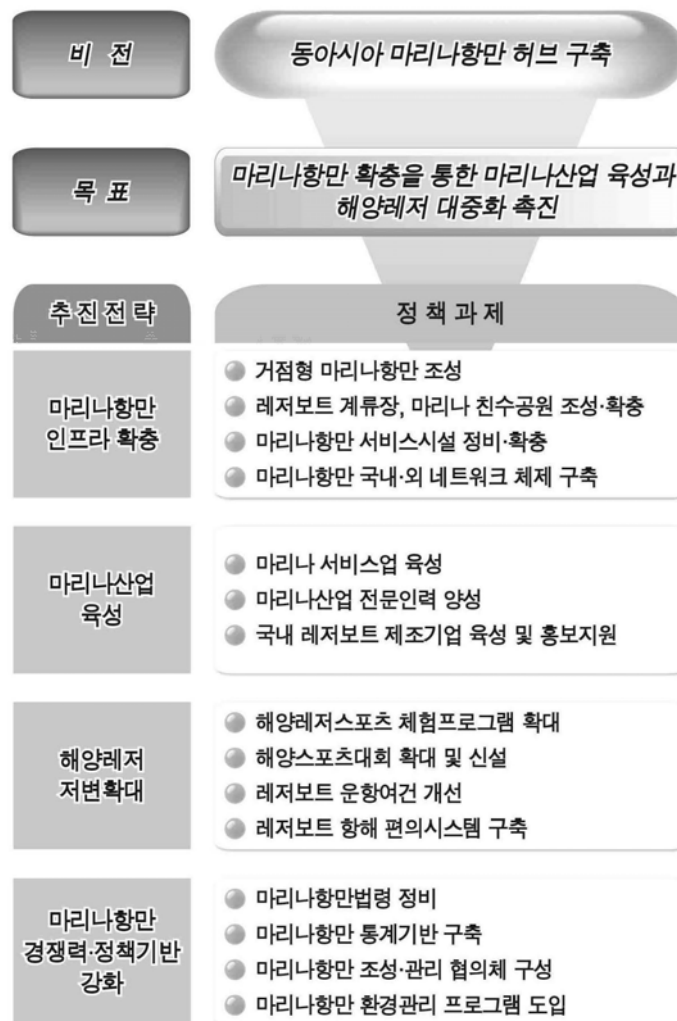 비 전
동아시아 마리나항만 허브 구축
목 표
마리나항만 확충을 통한 마리나산업 육성과
해양레저 대중화 촉진
추진전략
정책과제
마리나항만
인프라 확충
거점형 마리나항만 조성
레저보트 계류장, 마리나 친수공원 조성·확충
마리나항만 서비스시설 정비·확충
마리나항만 국내·외 네트워크 체제 구축
마리나산업
육성
마리나 서비스업 육성
마리나산업 전문인력 양성
국내 레저보트 제조기업 육성 및 홍보지원
해양레저
저변확대
해양레저스포츠 체험프로그램 확대
해양스포츠대회 확대 및 신설
레저보트 운항여건 개선
레저보트 항해 편의시스템 구축
마리나항만
경쟁력·정책기반
강화
마리나항만법령 정비
마리나항만 통계기반 구축
마리나항만 조성·관리 협의체 구성
마리나항만 환경관리 프로그램 도입